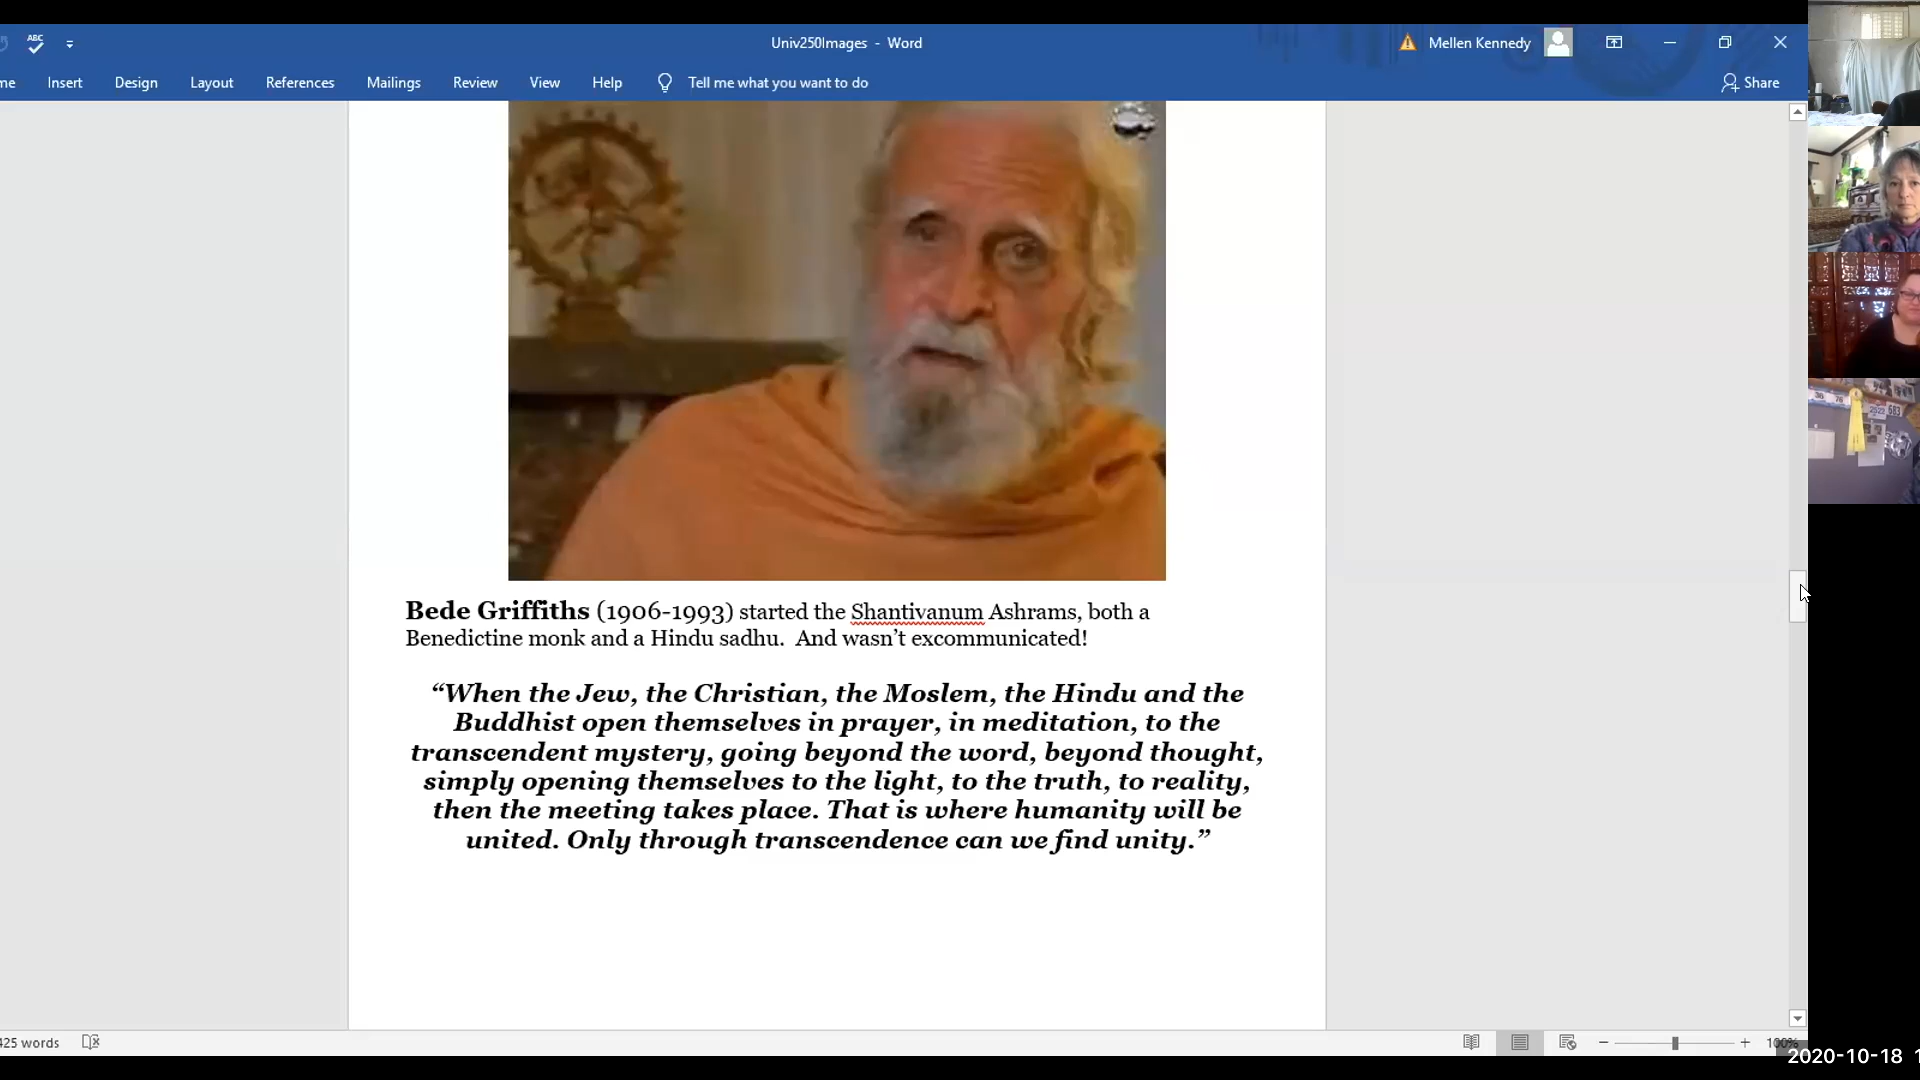 ABC
Univ250Images - Word
Mellen Kennedy
me
Insert
Design
Layout
References
Mailings
Review
View
Help
Tell me what you want to do
Share
Bede Griffiths (1906-1993) started the Shantivanum Ashrams, both a
Benedictine monk and a Hindu sadhu. And wasn’t excommunicated!
“When the Jew, the Christian, the Moslem, the Hindu and the
Buddhist open themselves in prayer, in meditation, to the
transcendent mystery, going beyond the word, beyond thought,
simply opening themselves to the light, to the truth, to reality,
then the meeting takes place. That is where humanity will be
united. Only through transcendence can we find unity.”
425 words
100%
2020-10-18 1